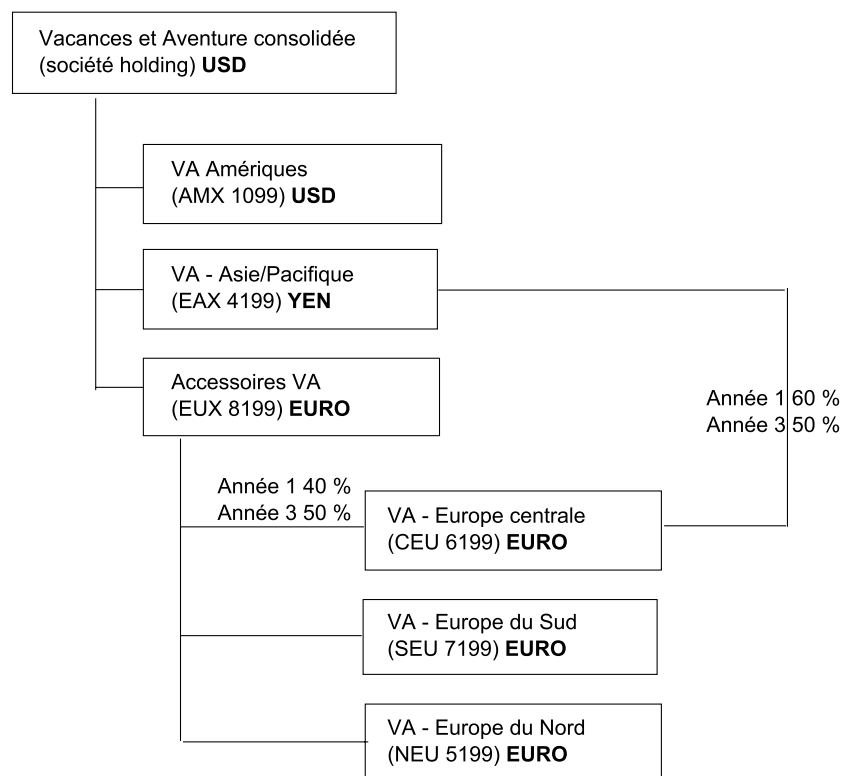 Vacances et Aventure consolidée
(société holding) USD
VA Amériques
(AMX 1099) USD
VA - Asie/Pacifique
(EAX 4199) YEN
Accessoires VA
(EUX 8199) EURO
Année 1 60 %
Année 3 50 %
Année 1 40 %
Année 3 50 %
VA - Europe centrale
(CEU 6199) EURO
VA - Europe du Sud
(SEU 7199) EURO
VA - Europe du Nord
(NEU 5199) EURO